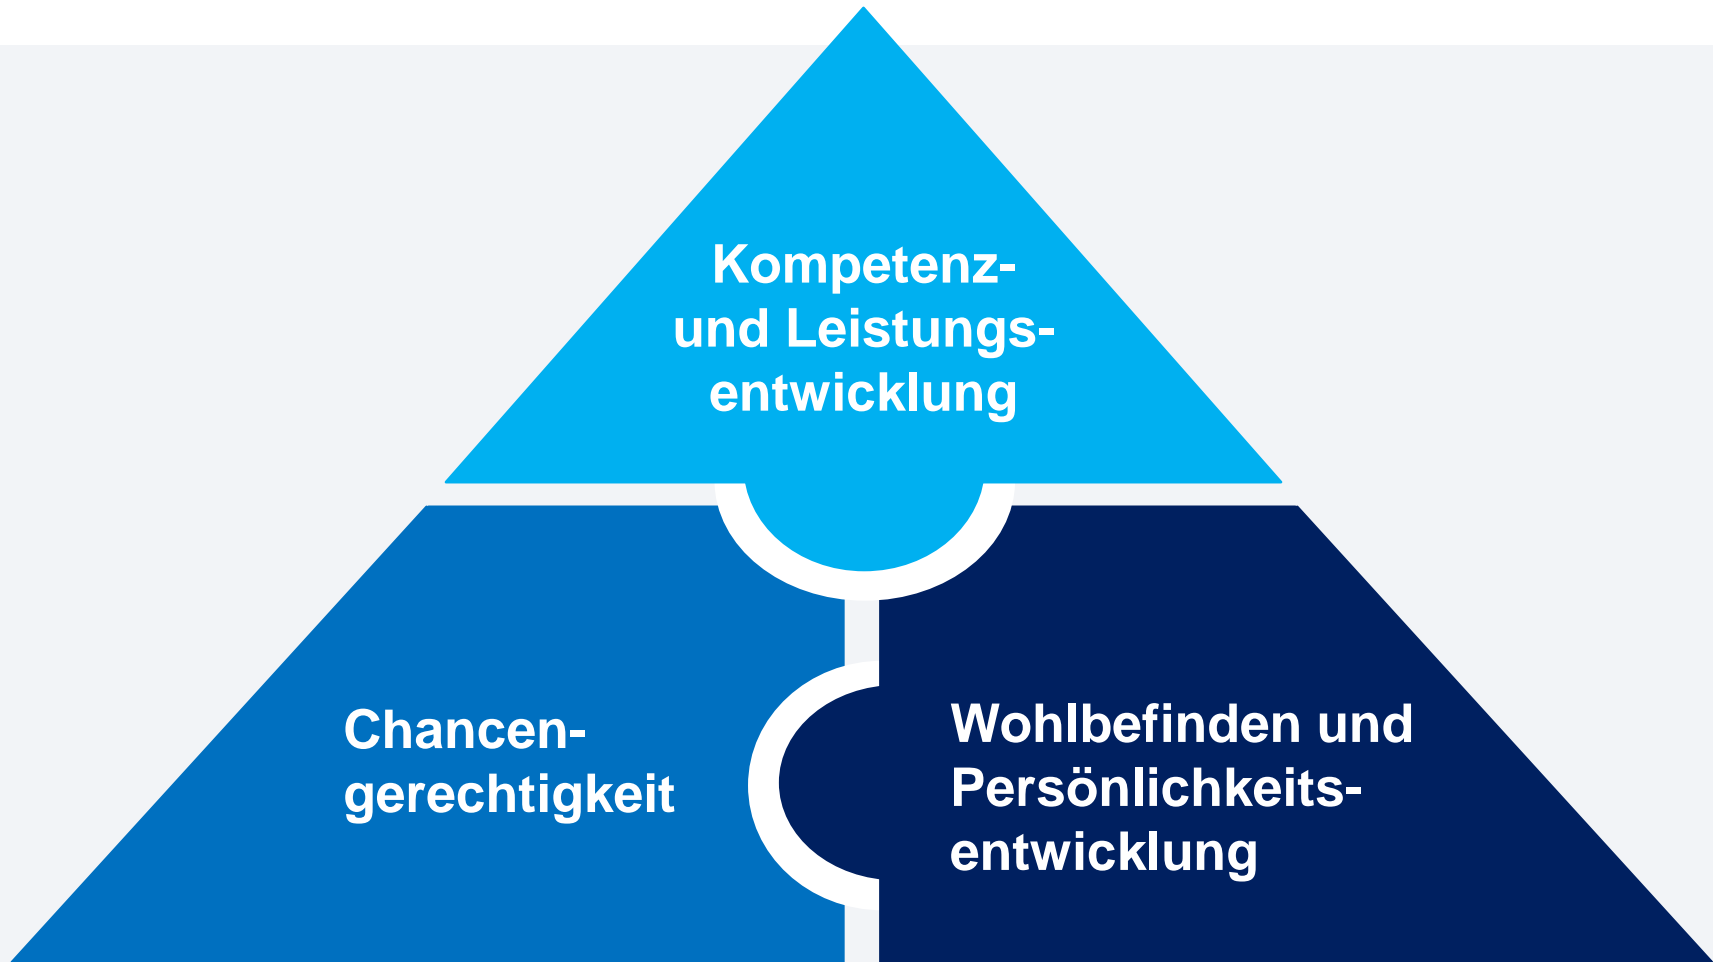 Kompetenz-
und Leistungs-
entwicklung
Chancen-
gerechtigkeit
Wohlbefinden und
Persönlichkeits-
entwicklung